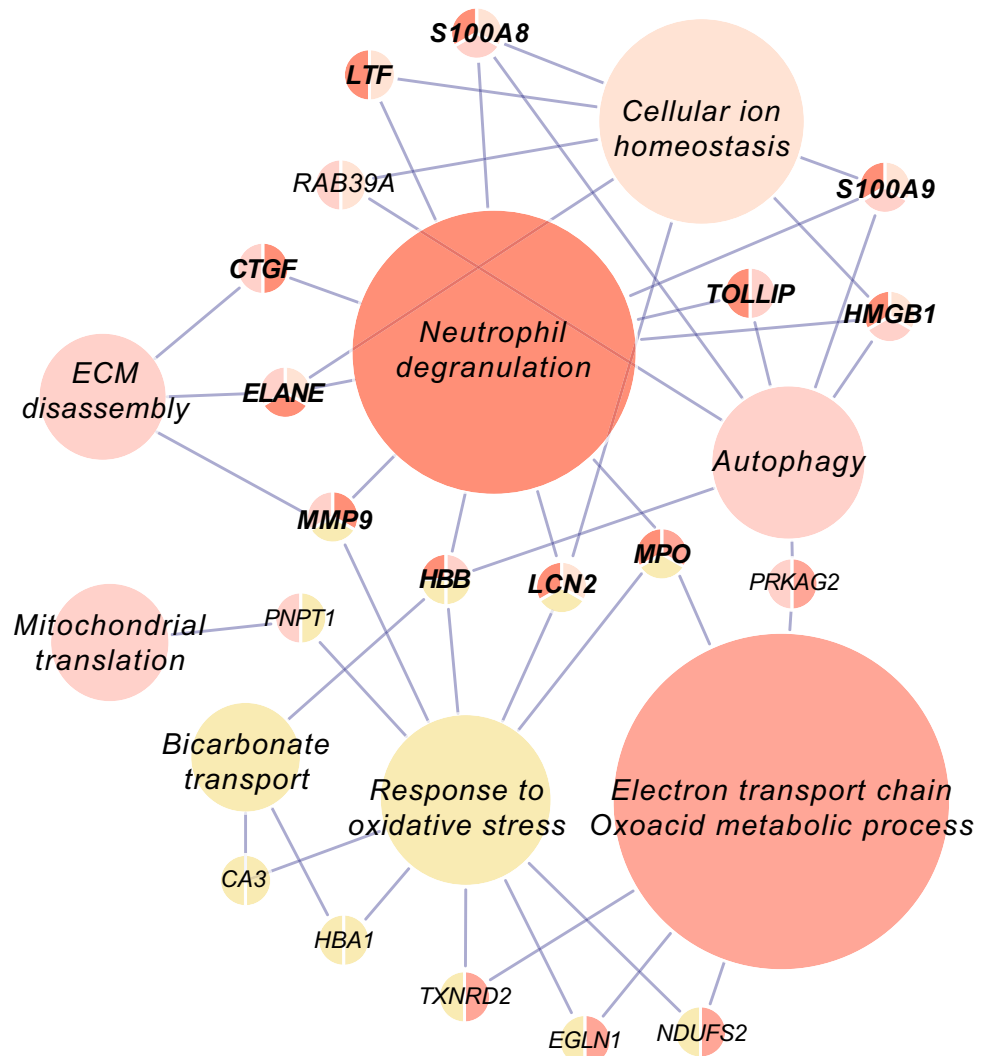 S100A8
LTF
Cellular ion
homeostasis
RAB39A
S100A9
CTGF
TOLLIP
HMGB1
Neutrophil
degranulation
ECM
disassembly
ELANE
Autophagy
MMP9
HBB
LCN2
MPO
PRKAG2
Mitochondrial
translation
PNPT1
Bicarbonate
transport
Response to
oxidative stress
Electron transport chain
Oxoacid metabolic process
CA3
HBA1
TXNRD2
EGLN1
NDUFS2